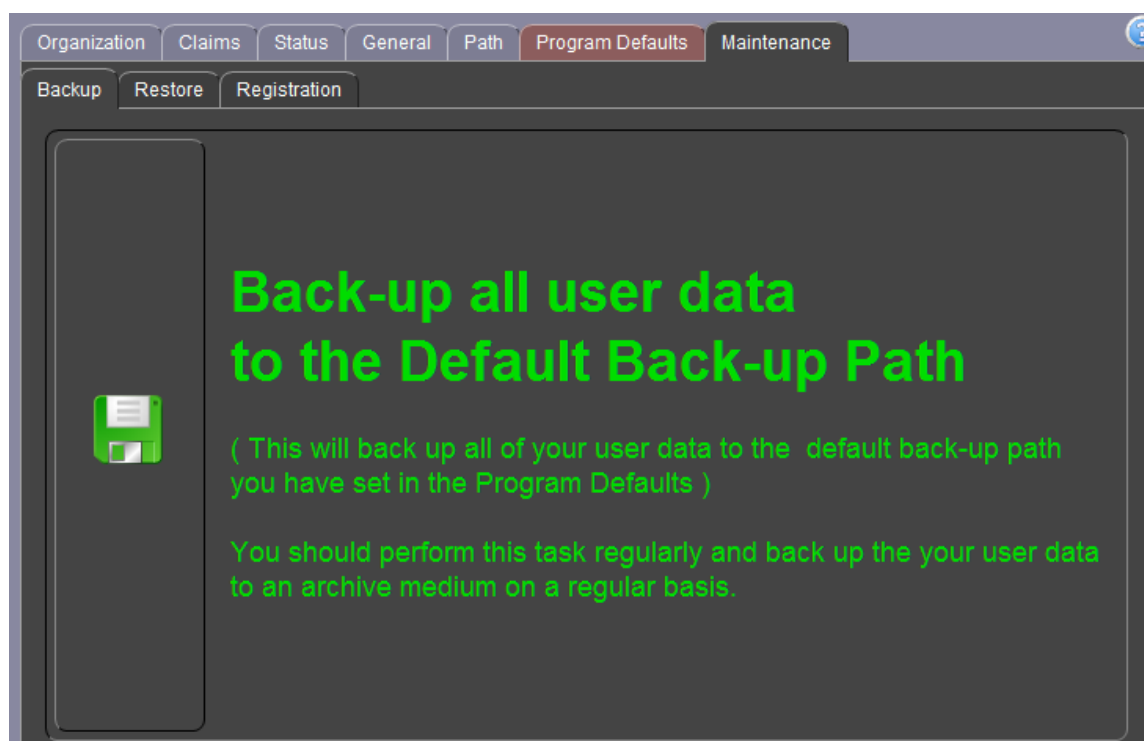 Organization Claims Status General Path Program Defaults Maintenance
Backup Restore Registration
Back-up all user data
to the Default Back-up Path
( This will back up all of your user data to the  default back-up path
you have set in the Program Defaults )
You should perform this task regularly and back up the your user data
to an archive medium on a regular basis.